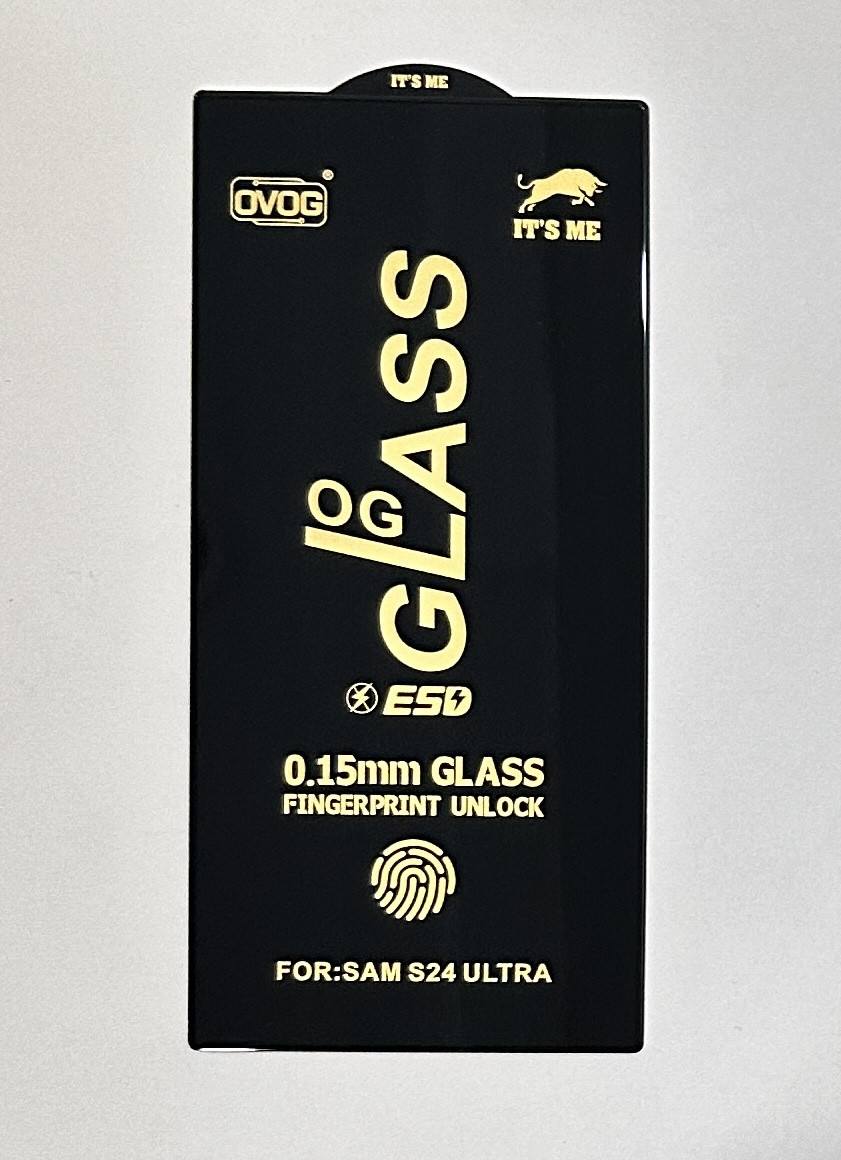 IT'S ME
OVOG®
IT'S ME
OG
GLASS
ESD
0.15mm GLASS
FINGERPRINT UNLOCK
FOR:SAM S24 ULTRA